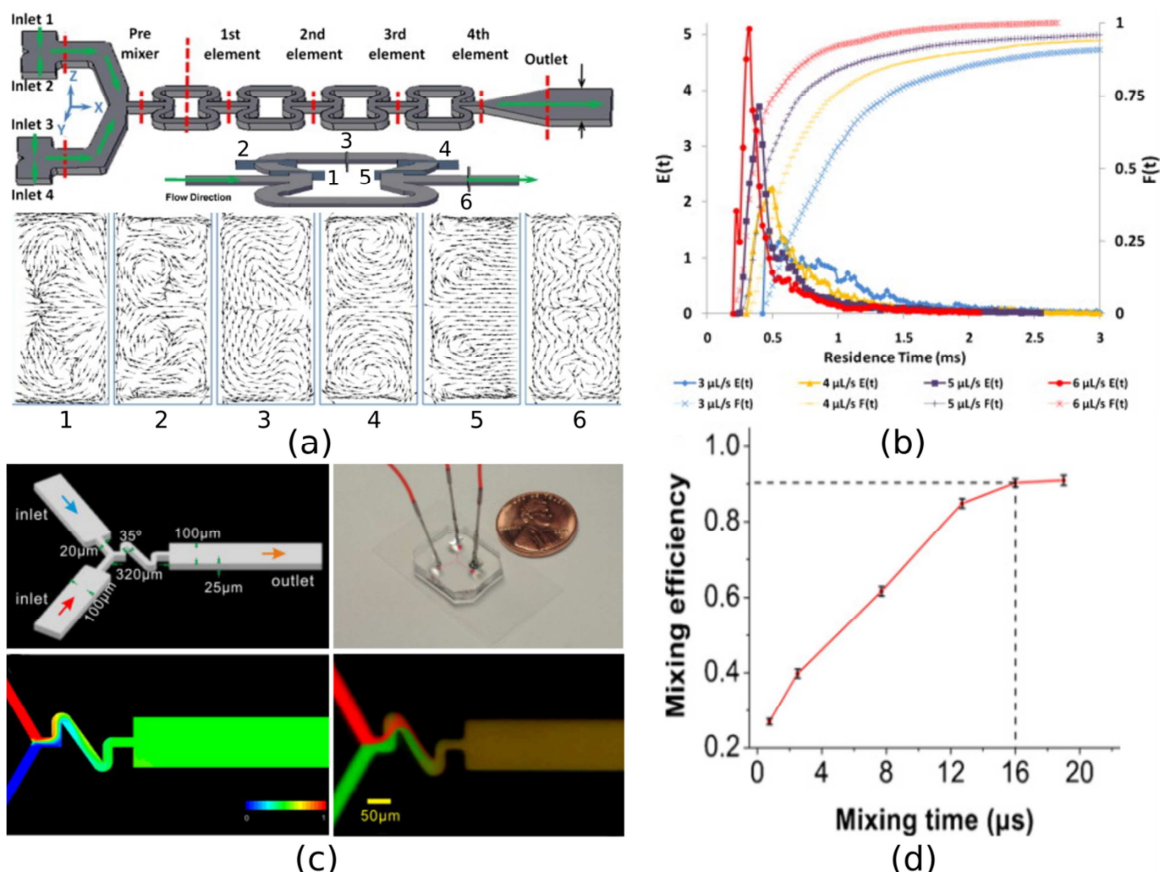 Inlet 1
Inlet 2
Inlet 3
Inlet 4
Z
X
Y
Pre
mixer
1st
element
2nd
element
3rd
element
4th
element
Outlet
Flow Direction
1
2
3
4
5
6
1
2
3
4
5
6
(a)
E(t)
5
4
3
2
1
0
F(t)
1
0.75
0.5
0.25
0
0
0.5
1
1.5
2
2.5
3
Residence Time (ms)
3 μL/s E(t)
4 μL/s E(t)
5 μL/s E(t)
6 μL/s E(t)
3 μL/s F(t)
4 μL/s F(t)
5 μL/s F(t)
6 μL/s F(t)
(b)
inlet
inlet
20μm
35°
320μm
100μm
100μm
25μm
outlet
0
1
50μm
(c)
Mixing efficiency
1.0
0.8
0.6
0.4
0.2
0
4
8
12
16
20
Mixing time (μs)
(d)